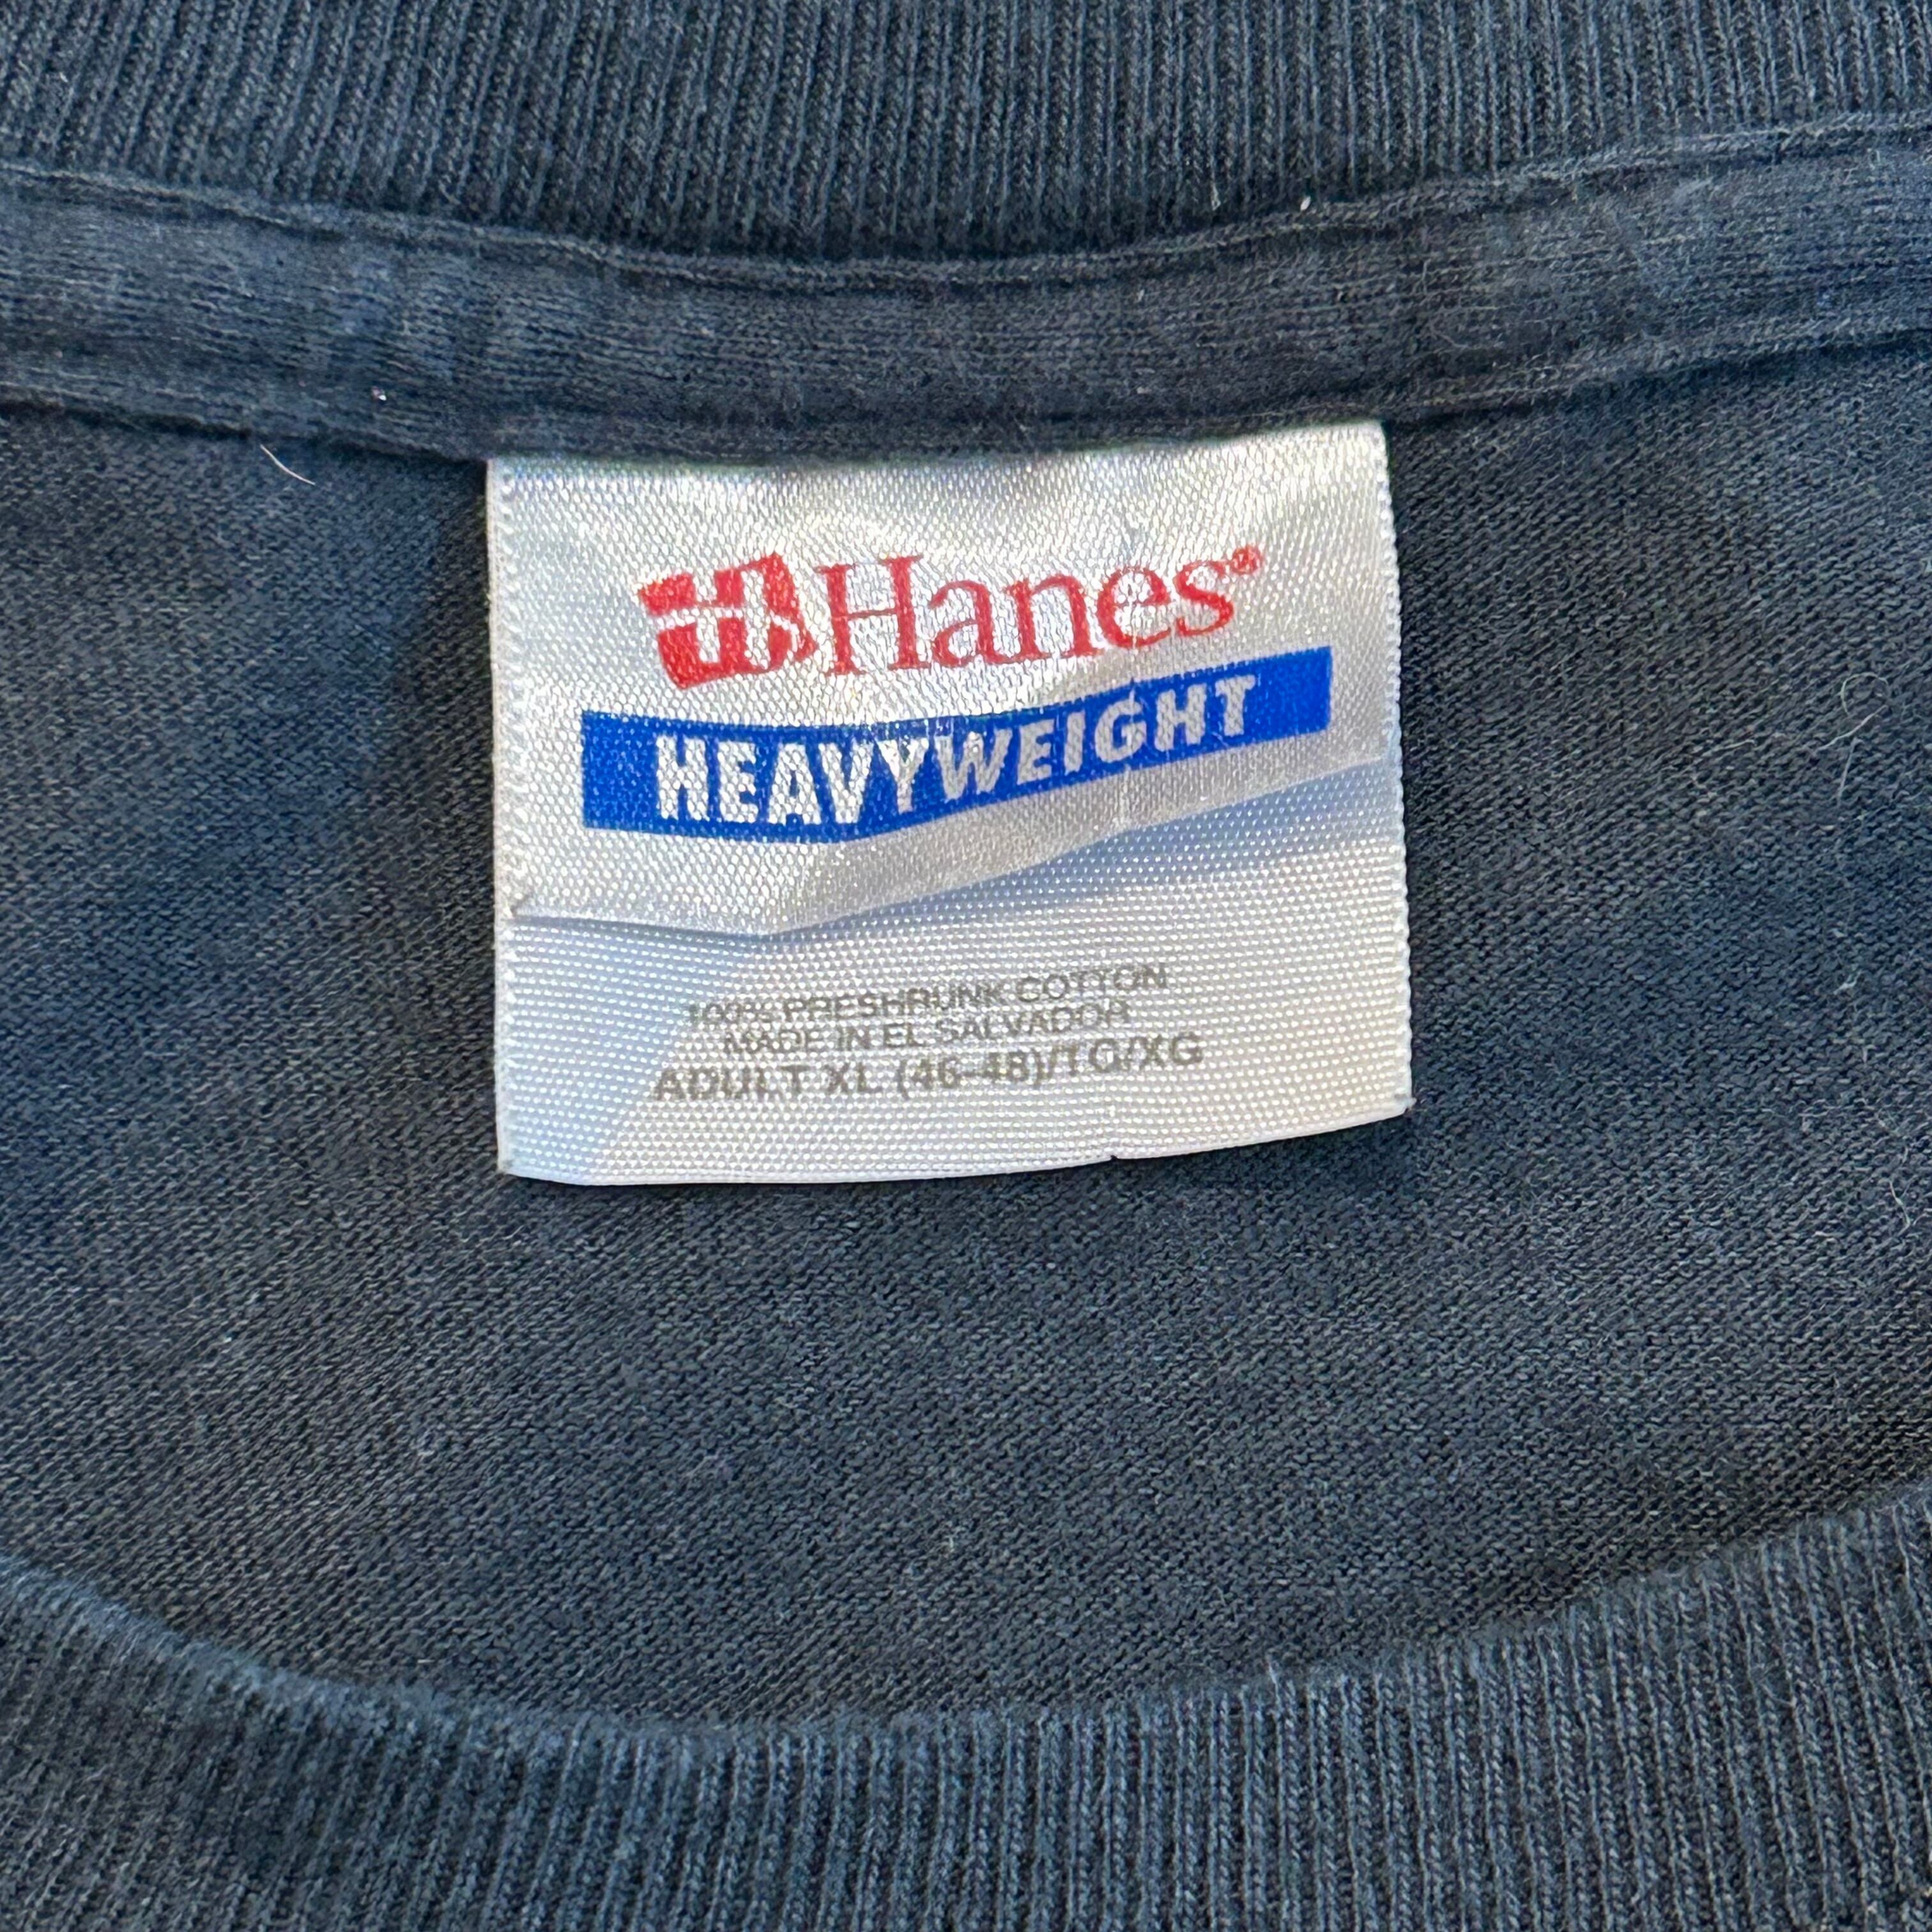 H Hanes®
HEAVYWEIGHT
100% PRESHRUNK COTTON
MADE IN EL SALVADOR
ADULT XL (46-48)/TG/XG